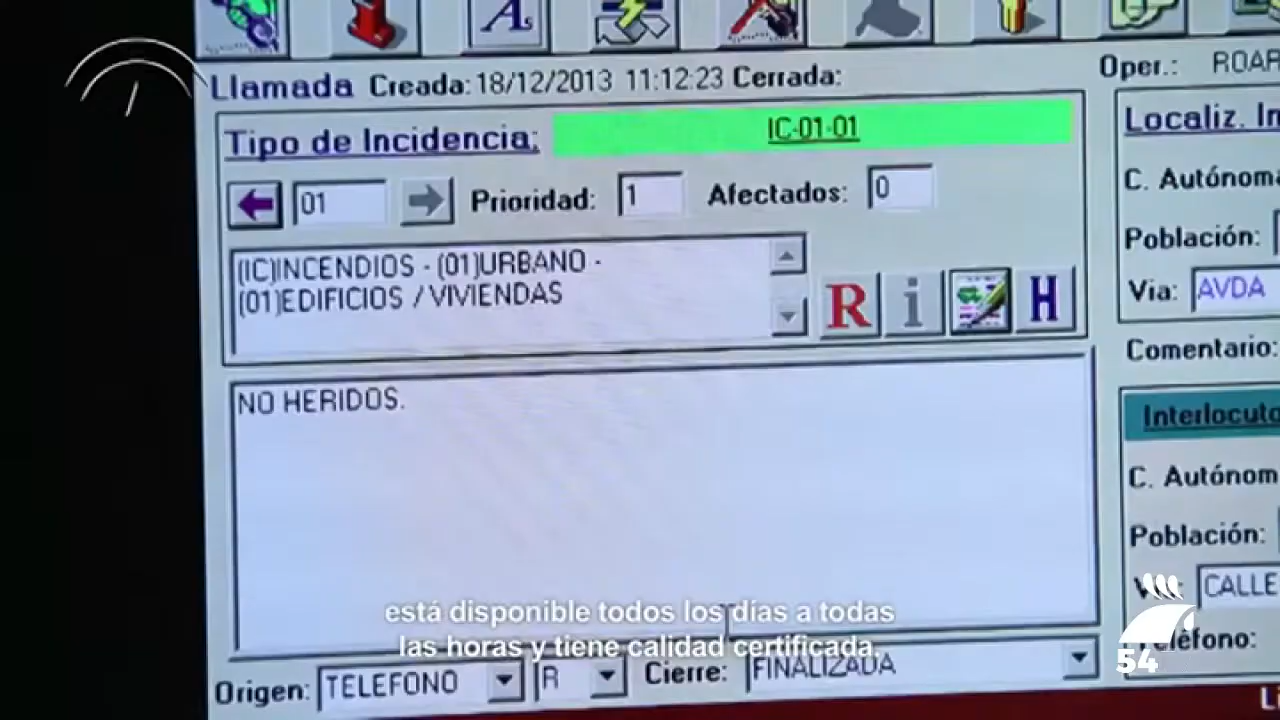 Llamada Creada: 18/12/2013 11:12:23 Cerrada:
Oper.: ROAR
Tipo de Incidencia: IC-01-01
01 Prioridad: 1 Afectados: 0
(IC)INCENDIOS - (01)URBANO -
(01)EDIFICIOS / VIVIENDAS
R i H
NO HERIDOS.
Localiz. In
C. Autónoma
Población:
Via: AVDA
Comentario:
Interlocuto
C. Autónom
Población:
CALLE
Teléfono:
está disponible todos los días a todas
las horas y tiene calidad certificada.
Origen: TELEFONO R Cierre: FINALIZADA
54